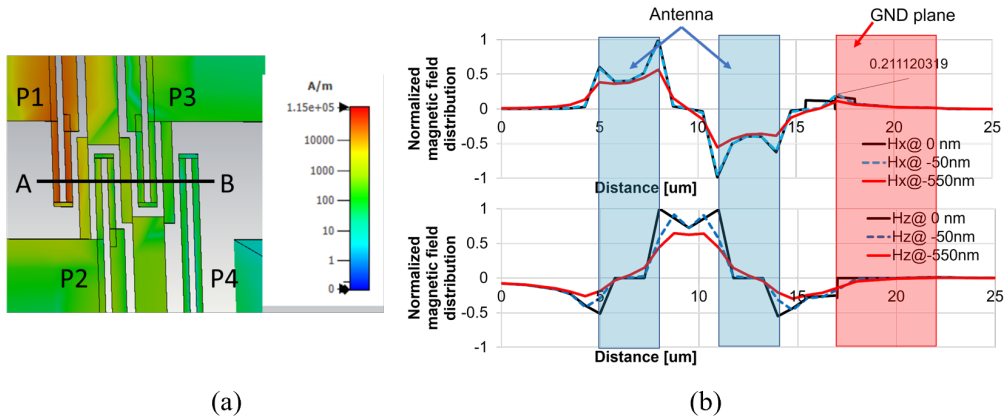 A/m
1.15e+05
10000
1000
100
10
1
0
P1
P3
A
B
P2
P4
(a)
Antenna
GND plane
Normalized
magnetic field
distribution
1
0.5
0
-0.5
-1
0.211120319
0
5
10
15
20
25
Distance [um]
Hx@ 0 nm
Hx@ -50nm
Hx@-550nm
Normalized
magnetic field
distribution
1
0.5
0
-0.5
-1
0
5
10
15
20
25
Distance [um]
Hz@ 0 nm
Hz@ -50nm
Hz@-550nm
(b)